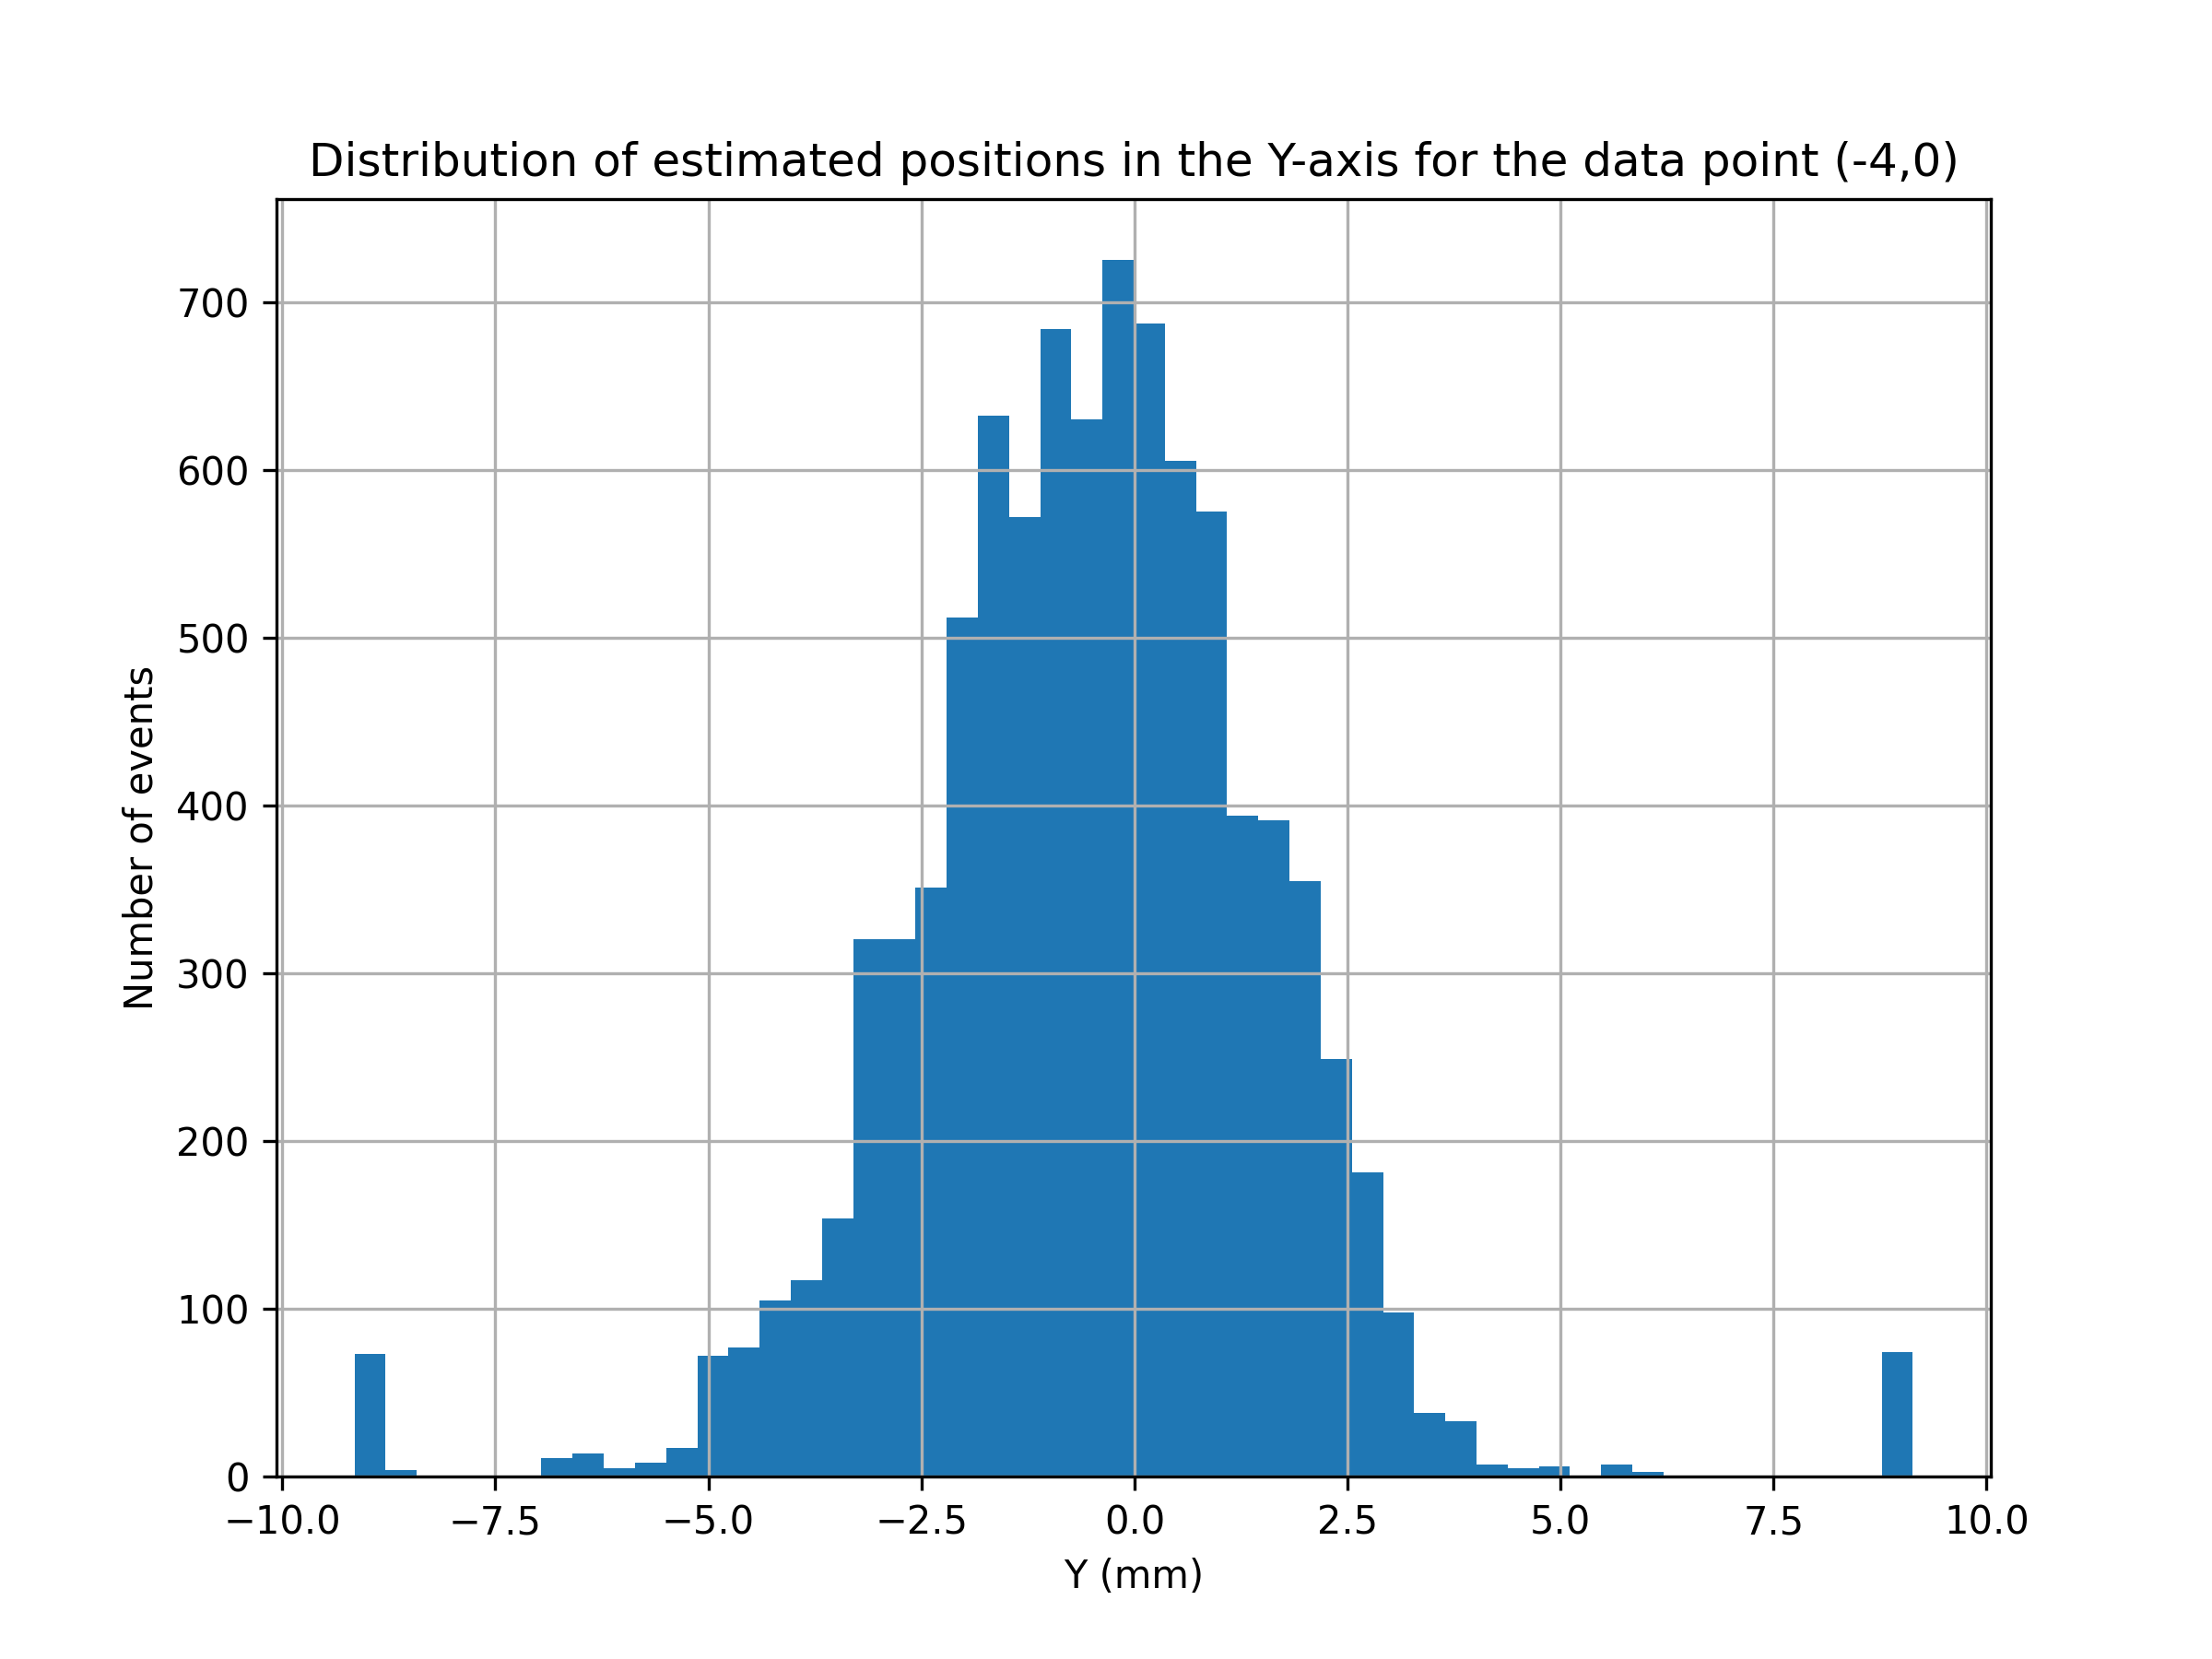 Distribution of estimated positions in the Y-axis for the data point (-4,0)
700
600
500
400
300
200
100
0
Number of events
−10.0 −7.5 −5.0 −2.5 0.0 2.5 5.0 7.5 10.0
Y (mm)